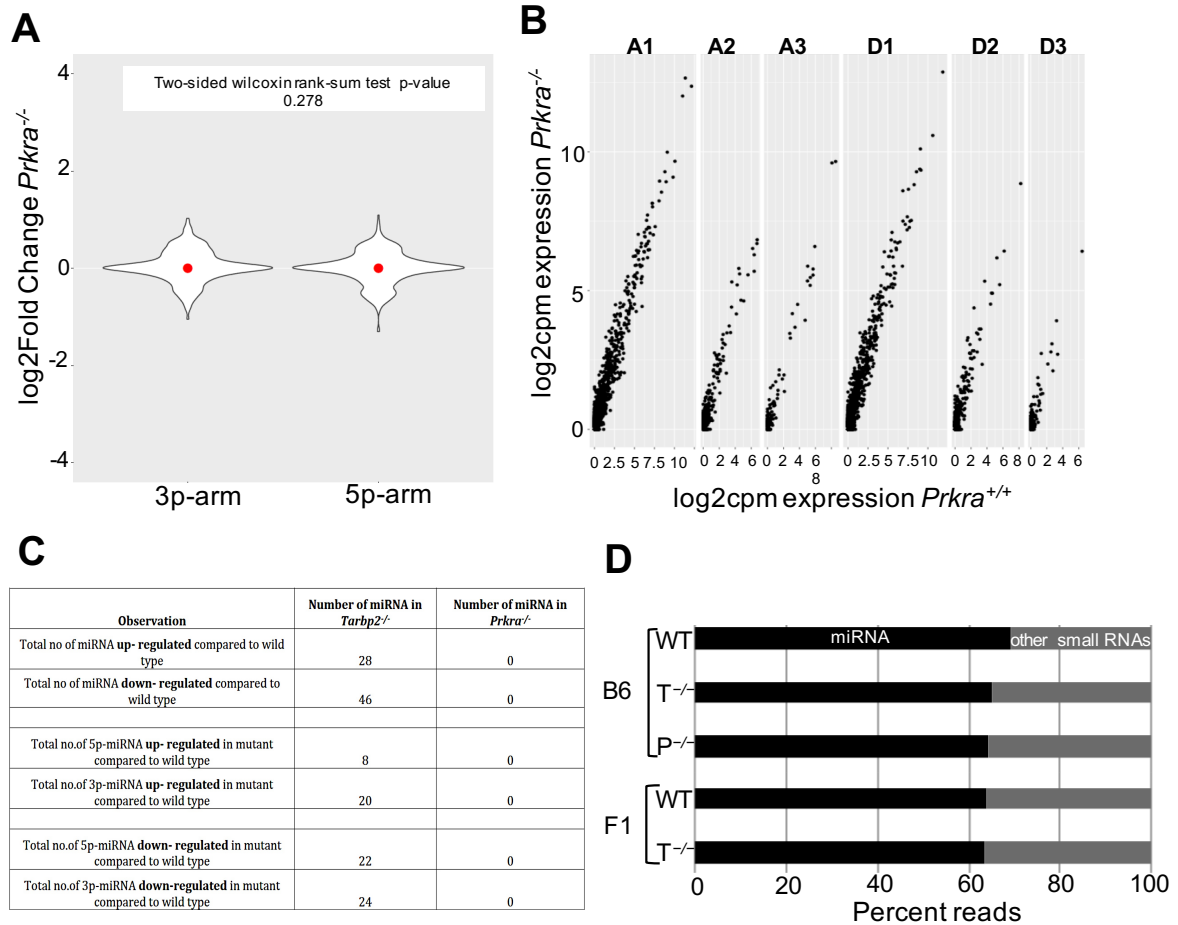 A
log2Fold Change Prkra-/-
4
2
0
-2
-4
Two-sided wilcoxin rank-sum test p-value
0.278
3p-arm 5p-arm
B
log2cpm expression Prkra-/-
A1 A2 A3 D1 D2 D3
10
5
0
0 2.5 5 7.5 10 0 2 4 6 0 2 4 6 8 0 2.5 5 7.5 10 0 2 4 6 8 0 2 4 6
log2cpm expression Prkra+/+
C
Observation Number of miRNA in Tarbp2-/- Number of miRNA in Prkra-/-
Total no of miRNA up- regulated compared to wild type 28 0
Total no of miRNA down- regulated compared to wild type 46 0
Total no.of 5p-miRNA up- regulated in mutant compared to wild type 8 0
Total no.of 3p-miRNA up- regulated in mutant compared to wild type 20 0
Total no.of 5p-miRNA down- regulated in mutant compared to wild type 22 0
Total no.of 3p-miRNA down-regulated in mutant compared to wild type 24 0
D
B6
WT
miRNA other small RNAs
T−/−
P−/−
F1
WT
T−/−
0 20 40 60 80 100
Percent reads